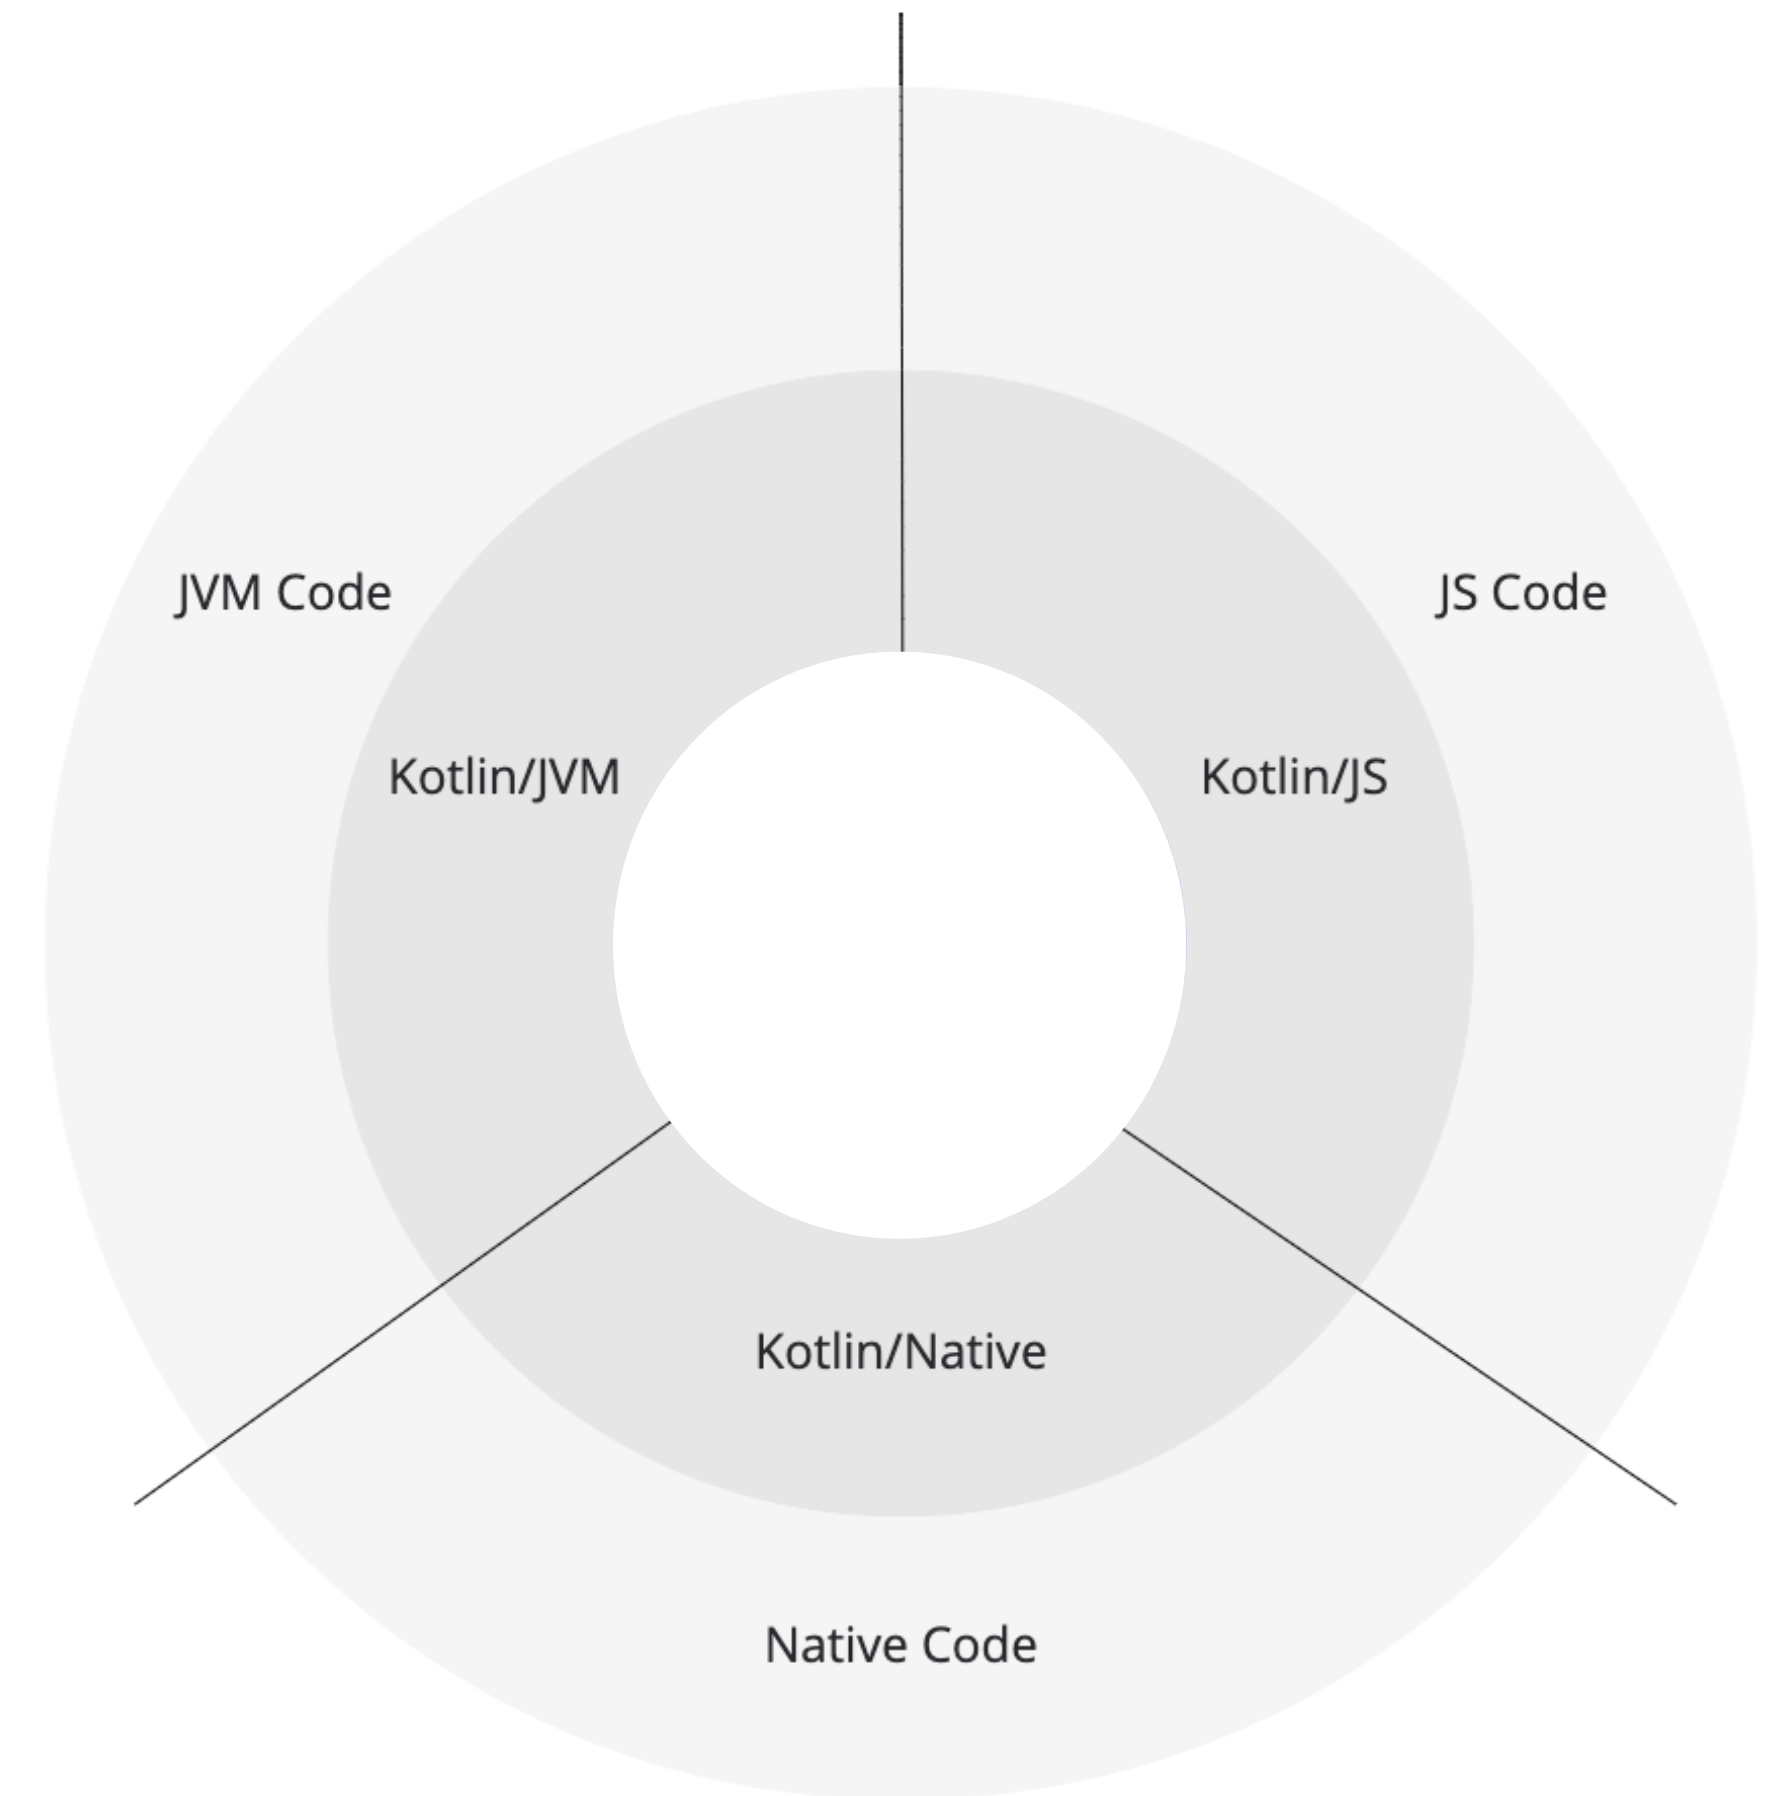 JVM Code
JS Code
Kotlin/JVM
Kotlin/JS
Kotlin/Native
Native Code